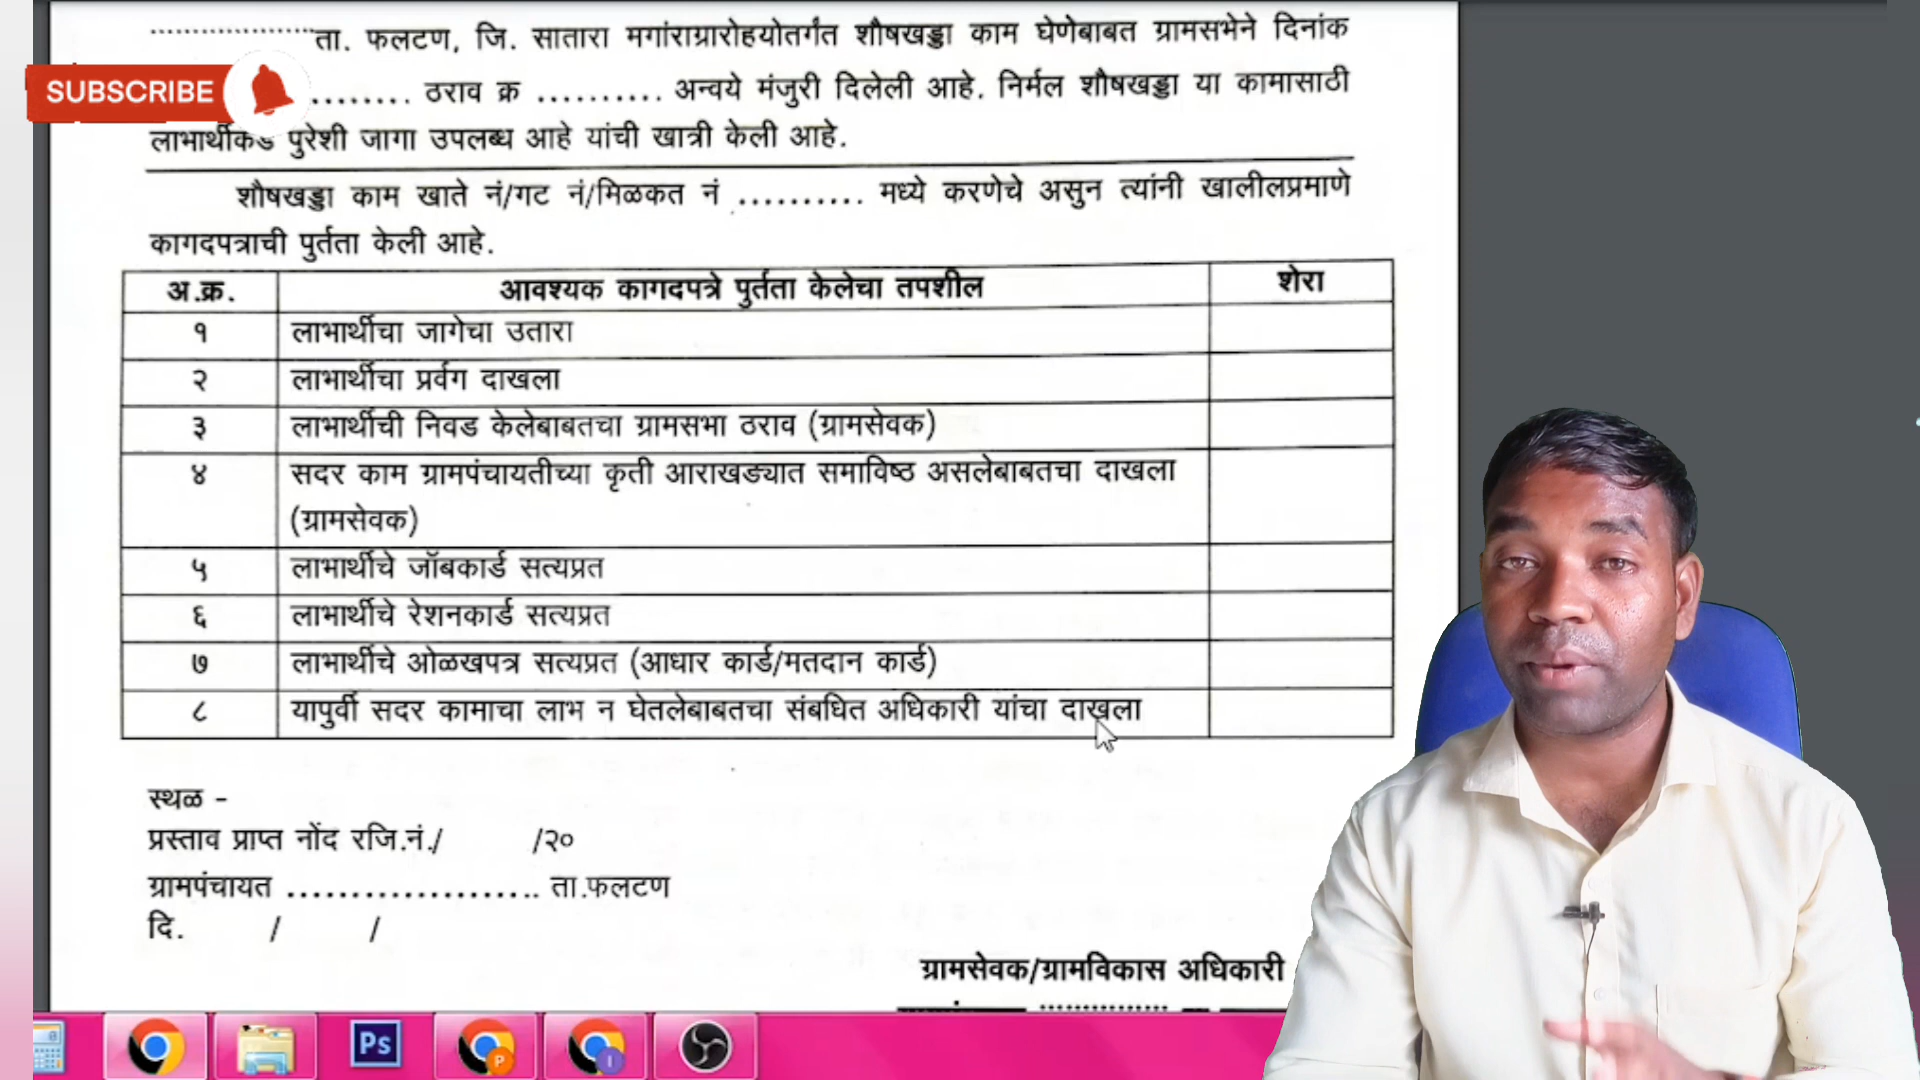 .................. ता. फलटण, जि. सातारा मगांराग्रारोहयोतर्गंत शौषखड्डा काम घेणेबाबत ग्रामसभेने दिनांक
SUBSCRIBE
........ ठराव क्र .......... अन्वये मंजुरी दिलेली आहे. निर्मल शौषखड्डा या कामासाठी
लाभार्थीकडे पुरेशी जागा उपलब्ध आहे यांची खात्री केली आहे.
शौषखड्डा काम खाते नं/गट नं/मिळकत नं .......... मध्ये करणेचे असुन त्यांनी खालीलप्रमाणे
कागदपत्राची पुर्तता केली आहे.
अ.क्र. आवश्यक कागदपत्रे पुर्तता केलेचा तपशील शेरा
१ लाभार्थीचा जागेचा उतारा
२ लाभार्थीचा प्रर्वग दाखला
३ लाभार्थीची निवड केलेबाबतचा ग्रामसभा ठराव (ग्रामसेवक)
४ सदर काम ग्रामपंचायतीच्या कृती आराखड्यात समाविष्ठ असलेबाबतचा दाखला
(ग्रामसेवक)
५ लाभार्थीचे जॉबकार्ड सत्यप्रत
६ लाभार्थीचे रेशनकार्ड सत्यप्रत
७ लाभार्थीचे ओळखपत्र सत्यप्रत (आधार कार्ड/मतदान कार्ड)
८ यापुर्वी सदर कामाचा लाभ न घेतलेबाबतचा संबधित अधिकारी यांचा दाखला
स्थळ -
प्रस्ताव प्राप्त नोंद रजि.नं./ /२०
ग्रामपंचायत .................... ता.फलटण
दि. / /
ग्रामसेवक/ग्रामविकास अधिकारी
Ps